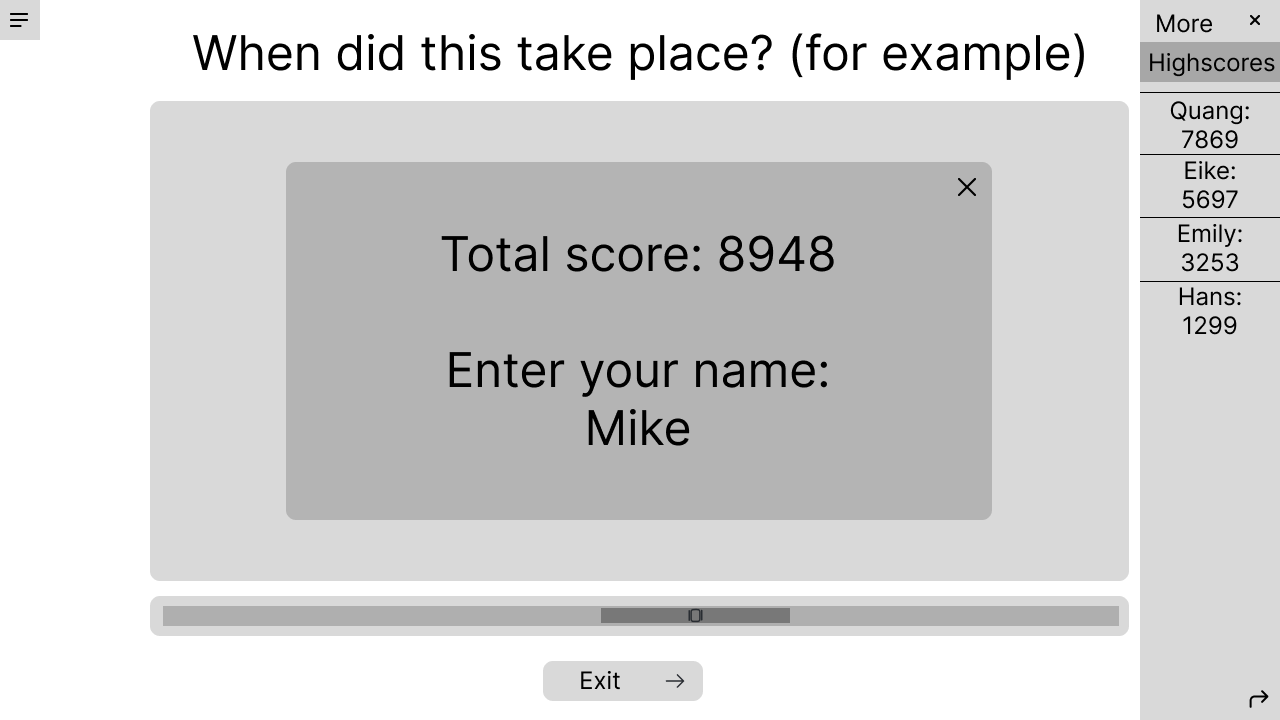 When did this take place? (for example)
Total score: 8948
Enter your name:
Mike
Exit
More
Highscores
Quang:
7869
Eike:
5697
Emily:
3253
Hans:
1299